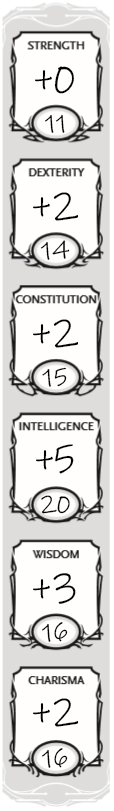 STRENGTH
+0
11
DEXTERITY
+2
14
CONSTITUTION
+2
15
INTELLIGENCE
+5
20
WISDOM
+3
16
CHARISMA
+2
16